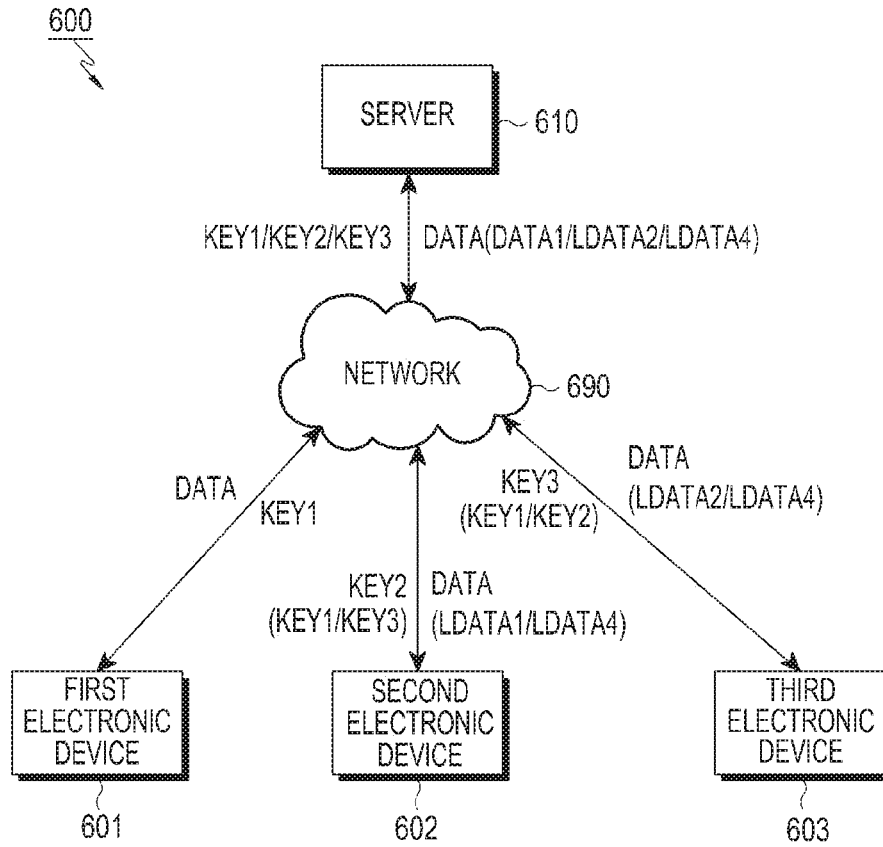 600
SERVER
610
KEY1/KEY2/KEY3
DATA(DATA1/LDATA2/LDATA4)
NETWORK
690
DATA
KEY1
KEY2
(KEY1/KEY3)
DATA
(LDATA1/LDATA4)
KEY3
(KEY1/KEY2)
DATA
(LDATA2/LDATA4)
FIRST
ELECTRONIC
DEVICE
601
SECOND
ELECTRONIC
DEVICE
602
THIRD
ELECTRONIC
DEVICE
603